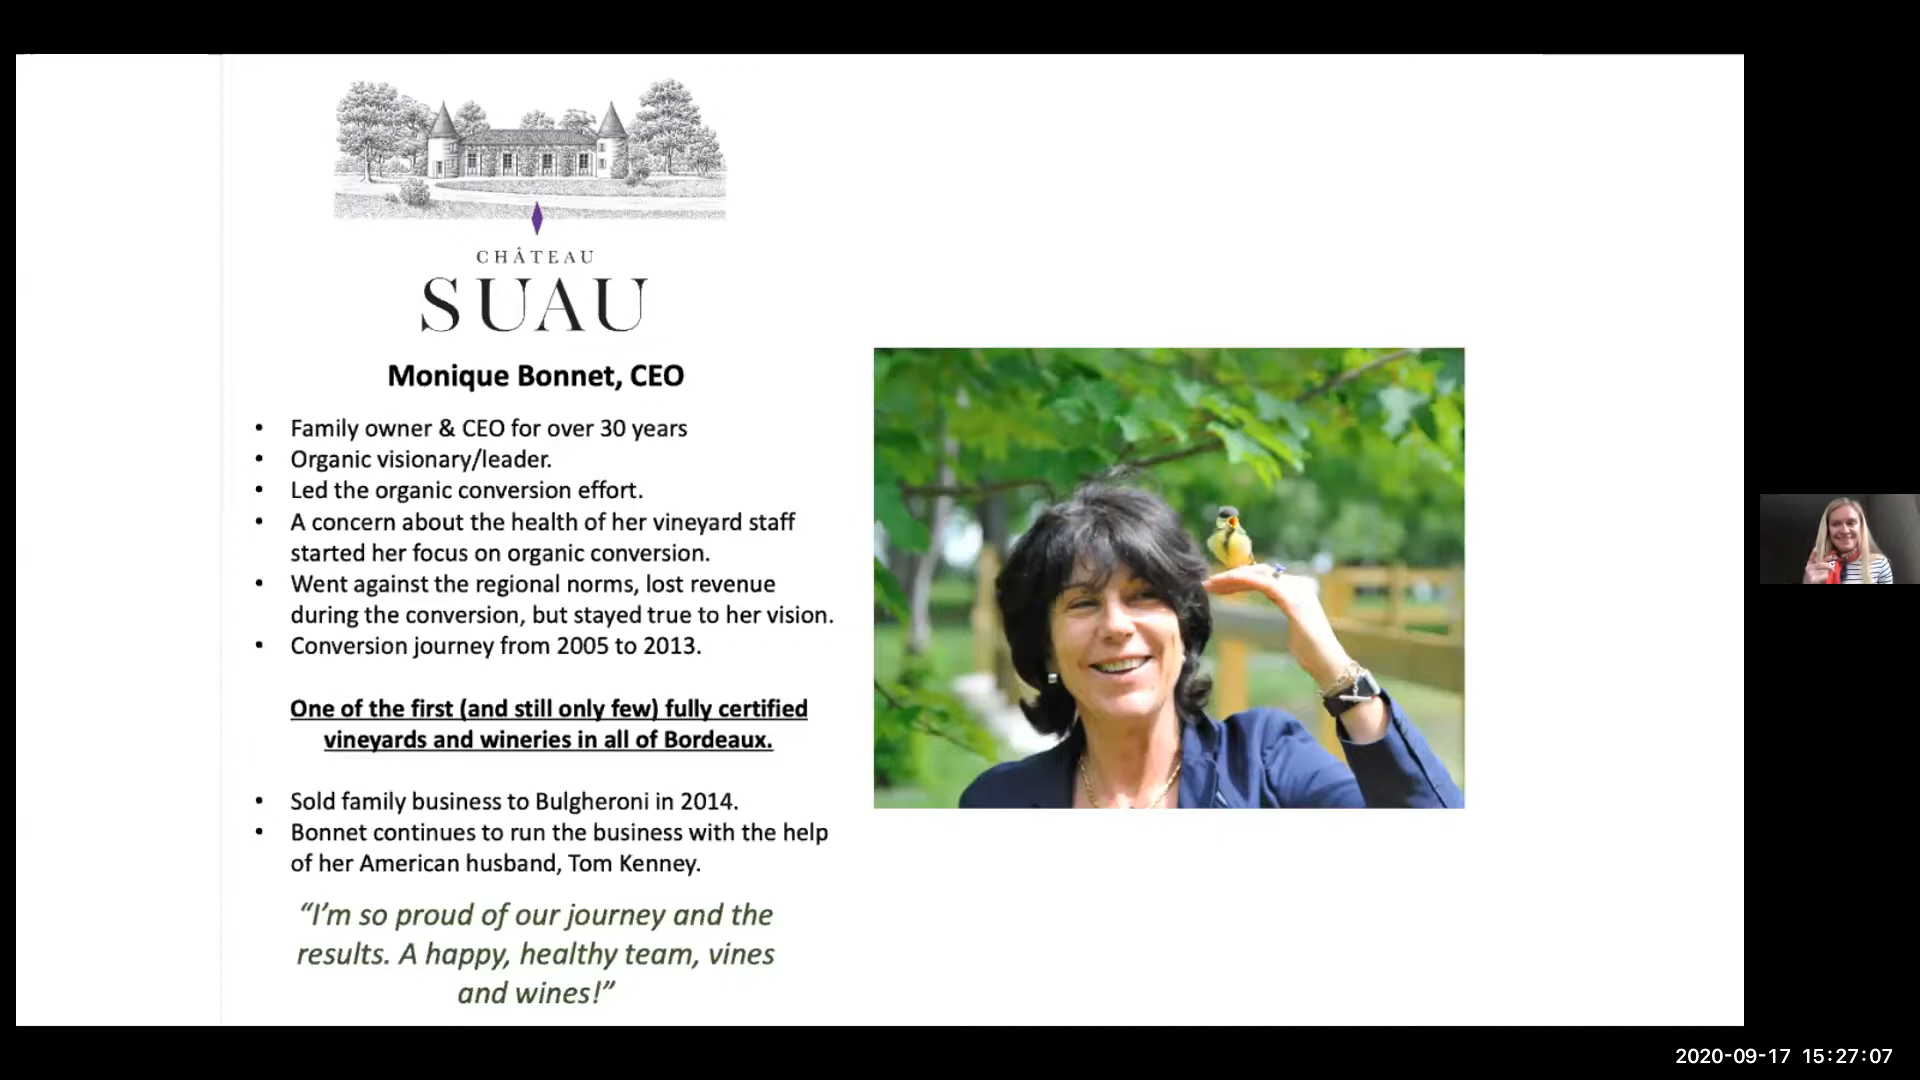 CHÂTEAU
SUAU
Monique Bonnet, CEO
• Family owner & CEO for over 30 years
• Organic visionary/leader.
• Led the organic conversion effort.
• A concern about the health of her vineyard staff
started her focus on organic conversion.
• Went against the regional norms, lost revenue
during the conversion, but stayed true to her vision.
• Conversion journey from 2005 to 2013.
One of the first (and still only few) fully certified
vineyards and wineries in all of Bordeaux.
• Sold family business to Bulgheroni in 2014.
• Bonnet continues to run the business with the help
of her American husband, Tom Kenney.
“I’m so proud of our journey and the
results. A happy, healthy team, vines
and wines!”
2020-09-17 15:27:07